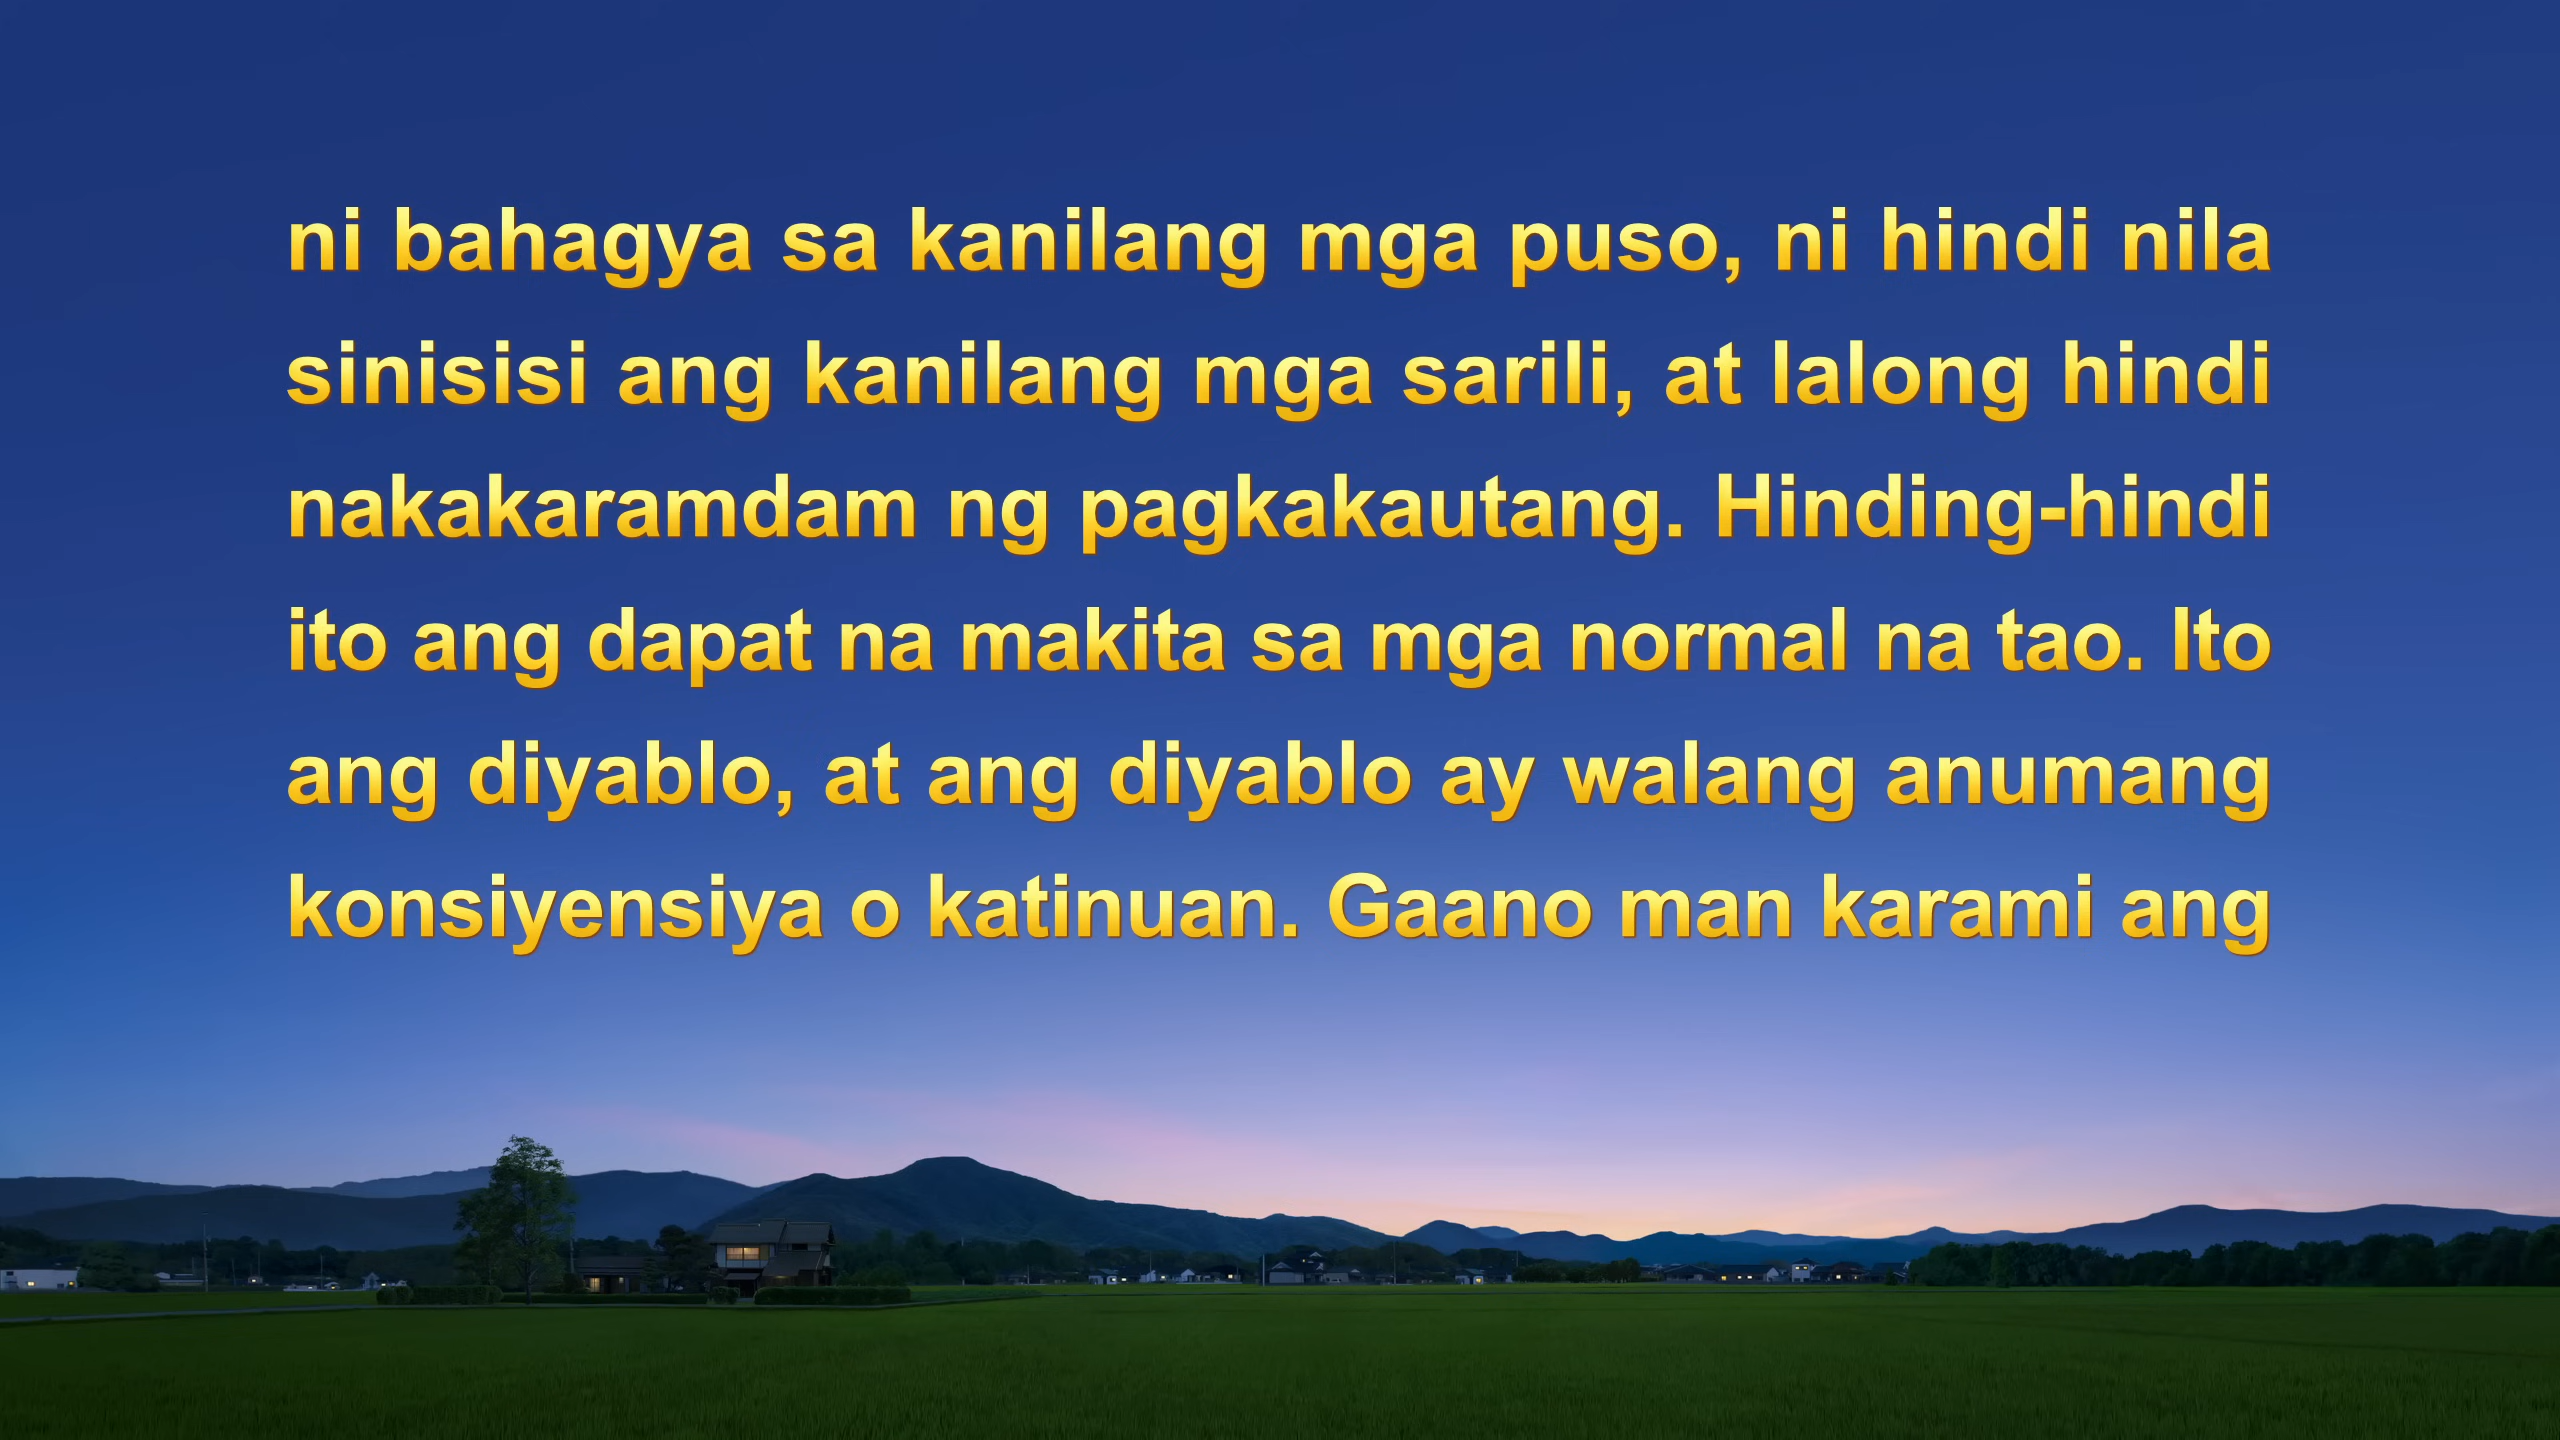 ni bahagya sa kanilang mga puso, ni hindi nila
sinisisi ang kanilang mga sarili, at lalong hindi
nakakaramdam ng pagkakautang. Hinding-hindi
ito ang dapat na makita sa mga normal na tao. Ito
ang diyablo, at ang diyablo ay walang anumang
konsiyensiya o katinuan. Gaano man karami ang